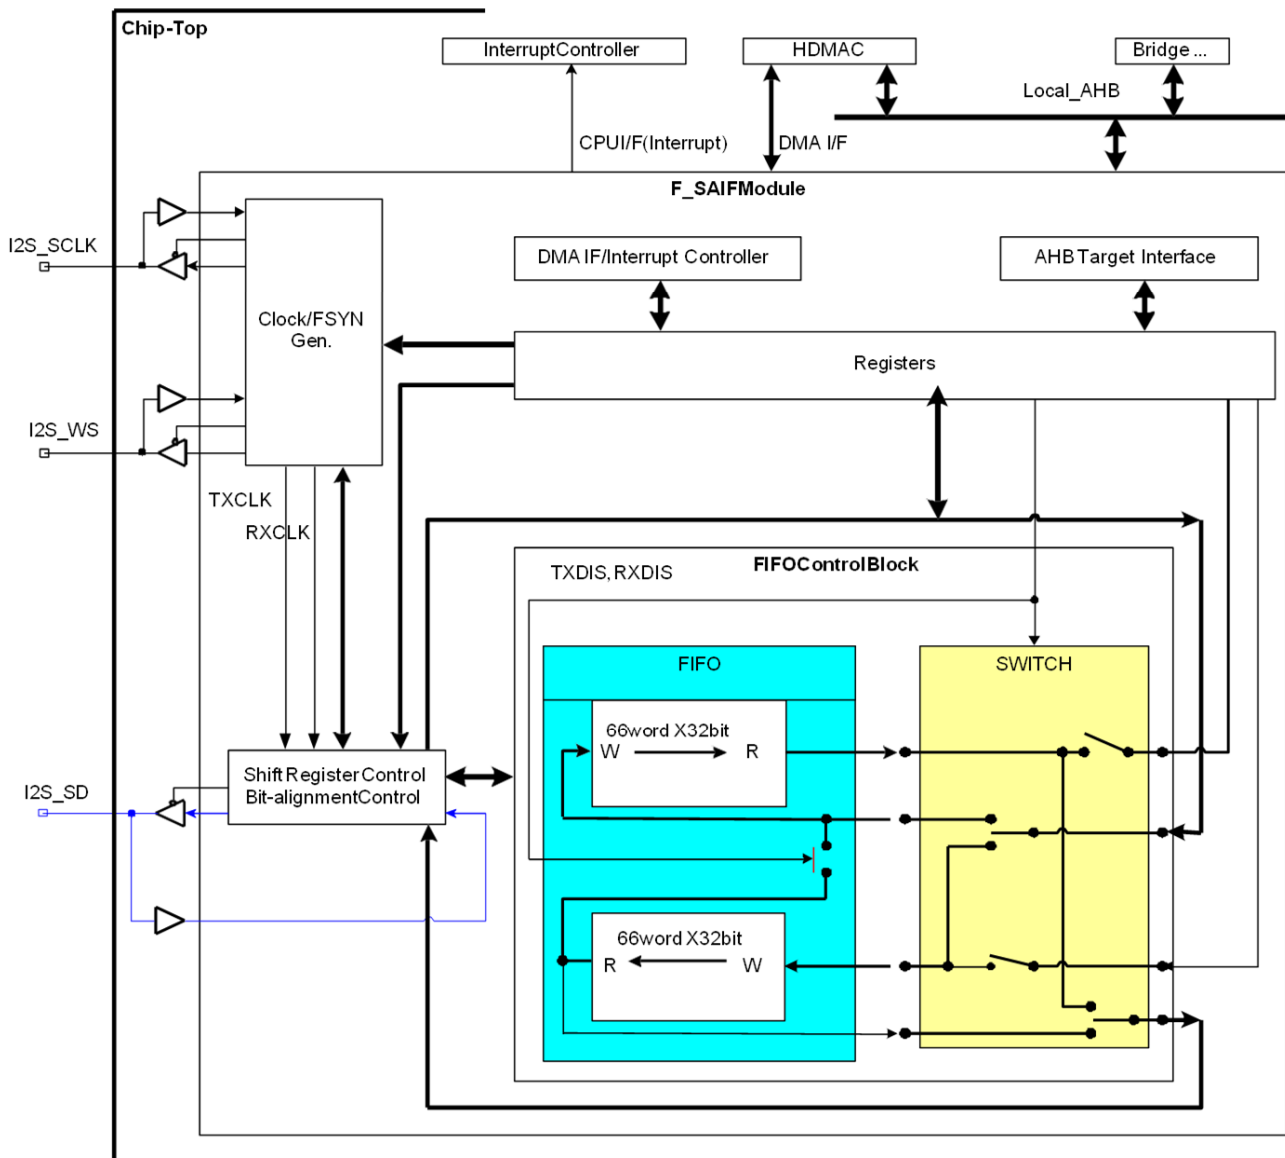 Chip-Top
InterruptController
HDMAC
Bridge ...
Local_AHB
CPUI/F(Interrupt)
DMA I/F
F_SAIFModule
I2S_SCLK
DMA IF/Interrupt Controller
AHB Target Interface
Clock/FSYN
Gen.
Registers
I2S_WS
TXCLK
RXCLK
FIFOControlBlock
TXDIS, RXDIS
FIFO
SWITCH
66word X32bit
W
R
Shift RegisterControl
Bit-alignmentControl
I2S_SD
66word X32bit
R
W